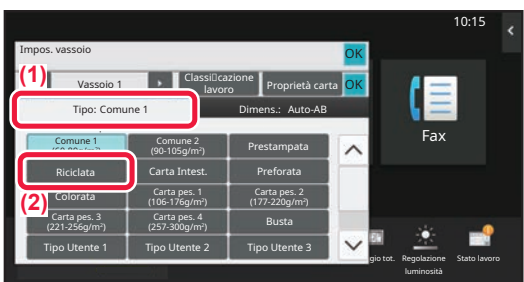 10:15
Impos. vassoio
OK
(1)
Vassoio 1
Classificazione
lavoro
Proprietà carta
OK
Tipo: Comune 1
Dimens.: Auto-AB
Comune 1
Comune 2
(90-105g/m²)
Prestampata
Fax
Riciclata
Carta Intest.
Preforata
(2)
Colorata
Carta pes. 1
(106-176g/m²)
Carta pes. 2
(177-220g/m²)
Carta pes. 3
(221-256g/m²)
Carta pes. 4
(257-300g/m²)
Busta
Tipo Utente 1
Tipo Utente 2
Tipo Utente 3
tot.
Regolazione
luminosità
Stato lavoro